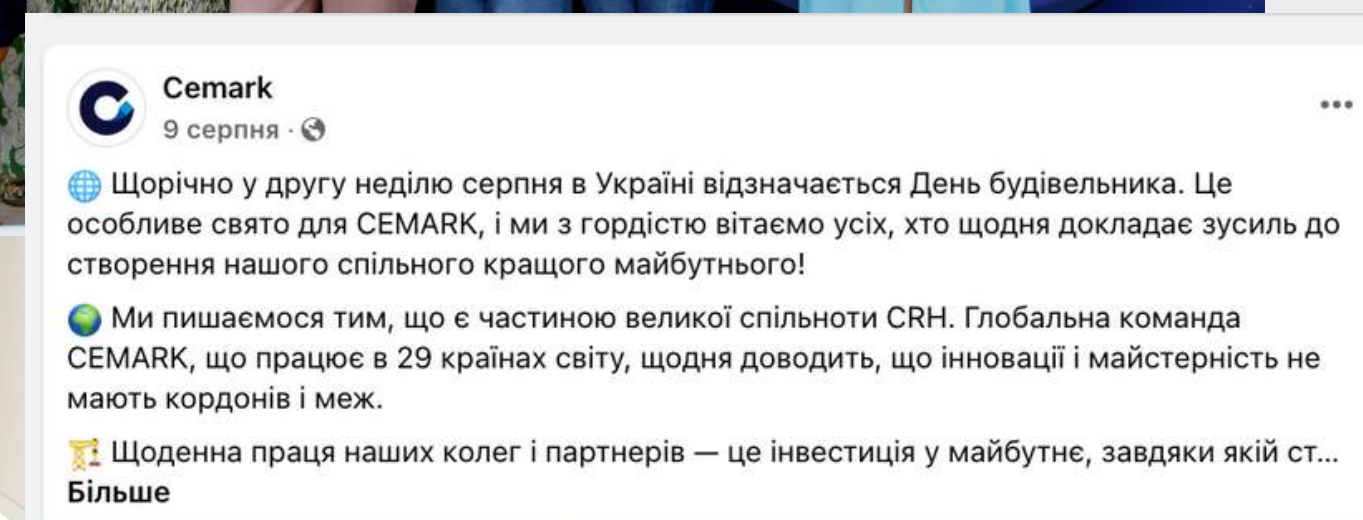 Cemark
9 серпня ·
🌐 Щорічно у другу неділю серпня в Україні відзначається День будівельника. Це
особливе свято для CEMARK, і ми з гордістю вітаємо усіх, хто щодня докладає зусиль до
створення нашого спільного кращого майбутнього!
🌍 Ми пишаємося тим, що є частиною великої спільноти CRH. Глобальна команда
CEMARK, що працює в 29 країнах світу, щодня доводить, що інновації і майстерність не
мають кордонів і меж.
🏗️ Щоденна праця наших колег і партнерів — це інвестиція у майбутнє, завдяки якій ст...
Більше